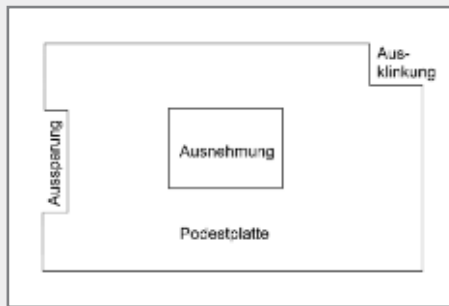 Aus-
klinkung
Aussparung
Ausnehmung
Podestplatte